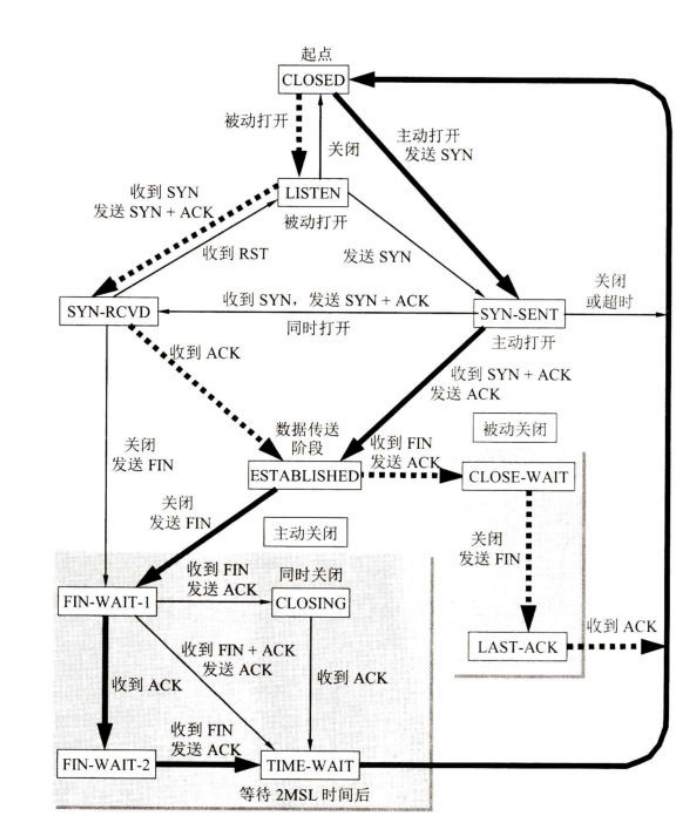 起点
CLOSED
被动打开
关闭
主动打开
发送 SYN
收到 SYN
发送 SYN + ACK
LISTEN
被动打开
收到 RST
发送 SYN
关闭
或超时
SYN-RCVD
收到 SYN，发送 SYN + ACK
同时打开
SYN-SENT
主动打开
收到 ACK
收到 SYN + ACK
发送 ACK
数据传送
阶段
被动关闭
关闭
发送 FIN
ESTABLISHED
收到 FIN
发送 ACK
CLOSE-WAIT
关闭
发送 FIN
主动关闭
关闭
发送 FIN
收到 FIN
发送 ACK
同时关闭
FIN-WAIT-1
CLOSING
LAST-ACK
收到 ACK
收到 FIN + ACK
发送 ACK
收到 ACK
收到 ACK
收到 FIN
发送 ACK
FIN-WAIT-2
TIME-WAIT
等待 2MSL 时间后